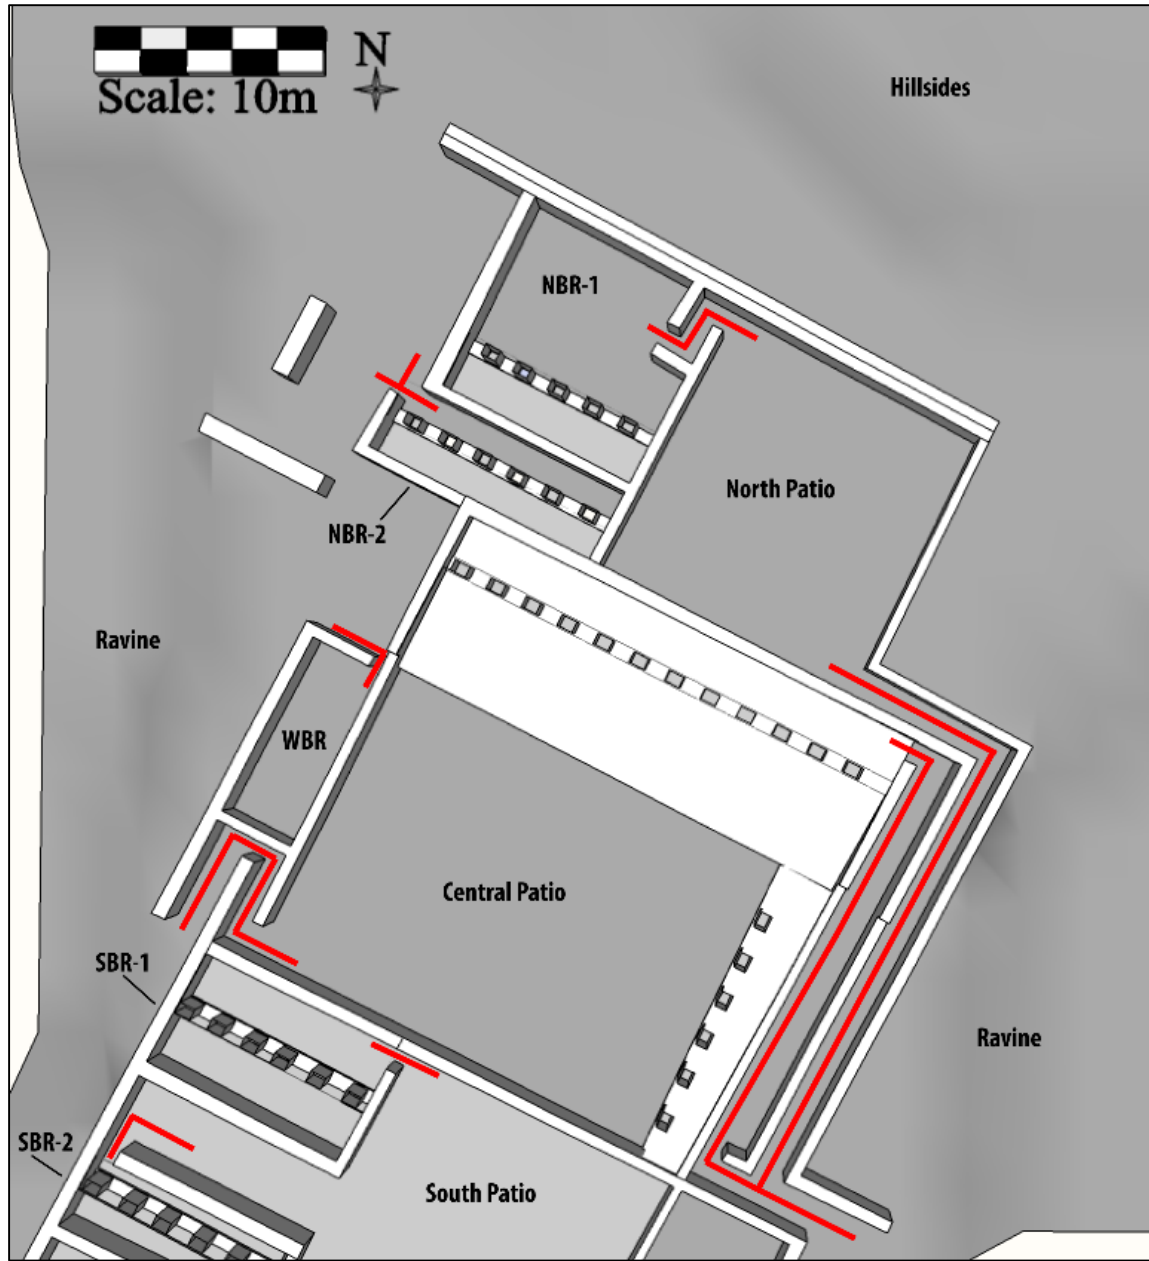 N
Scale: 10m
Hillsides
NBR-1
North Patio
NBR-2
Ravine
WBR
Central Patio
SBR-1
Ravine
SBR-2
South Patio